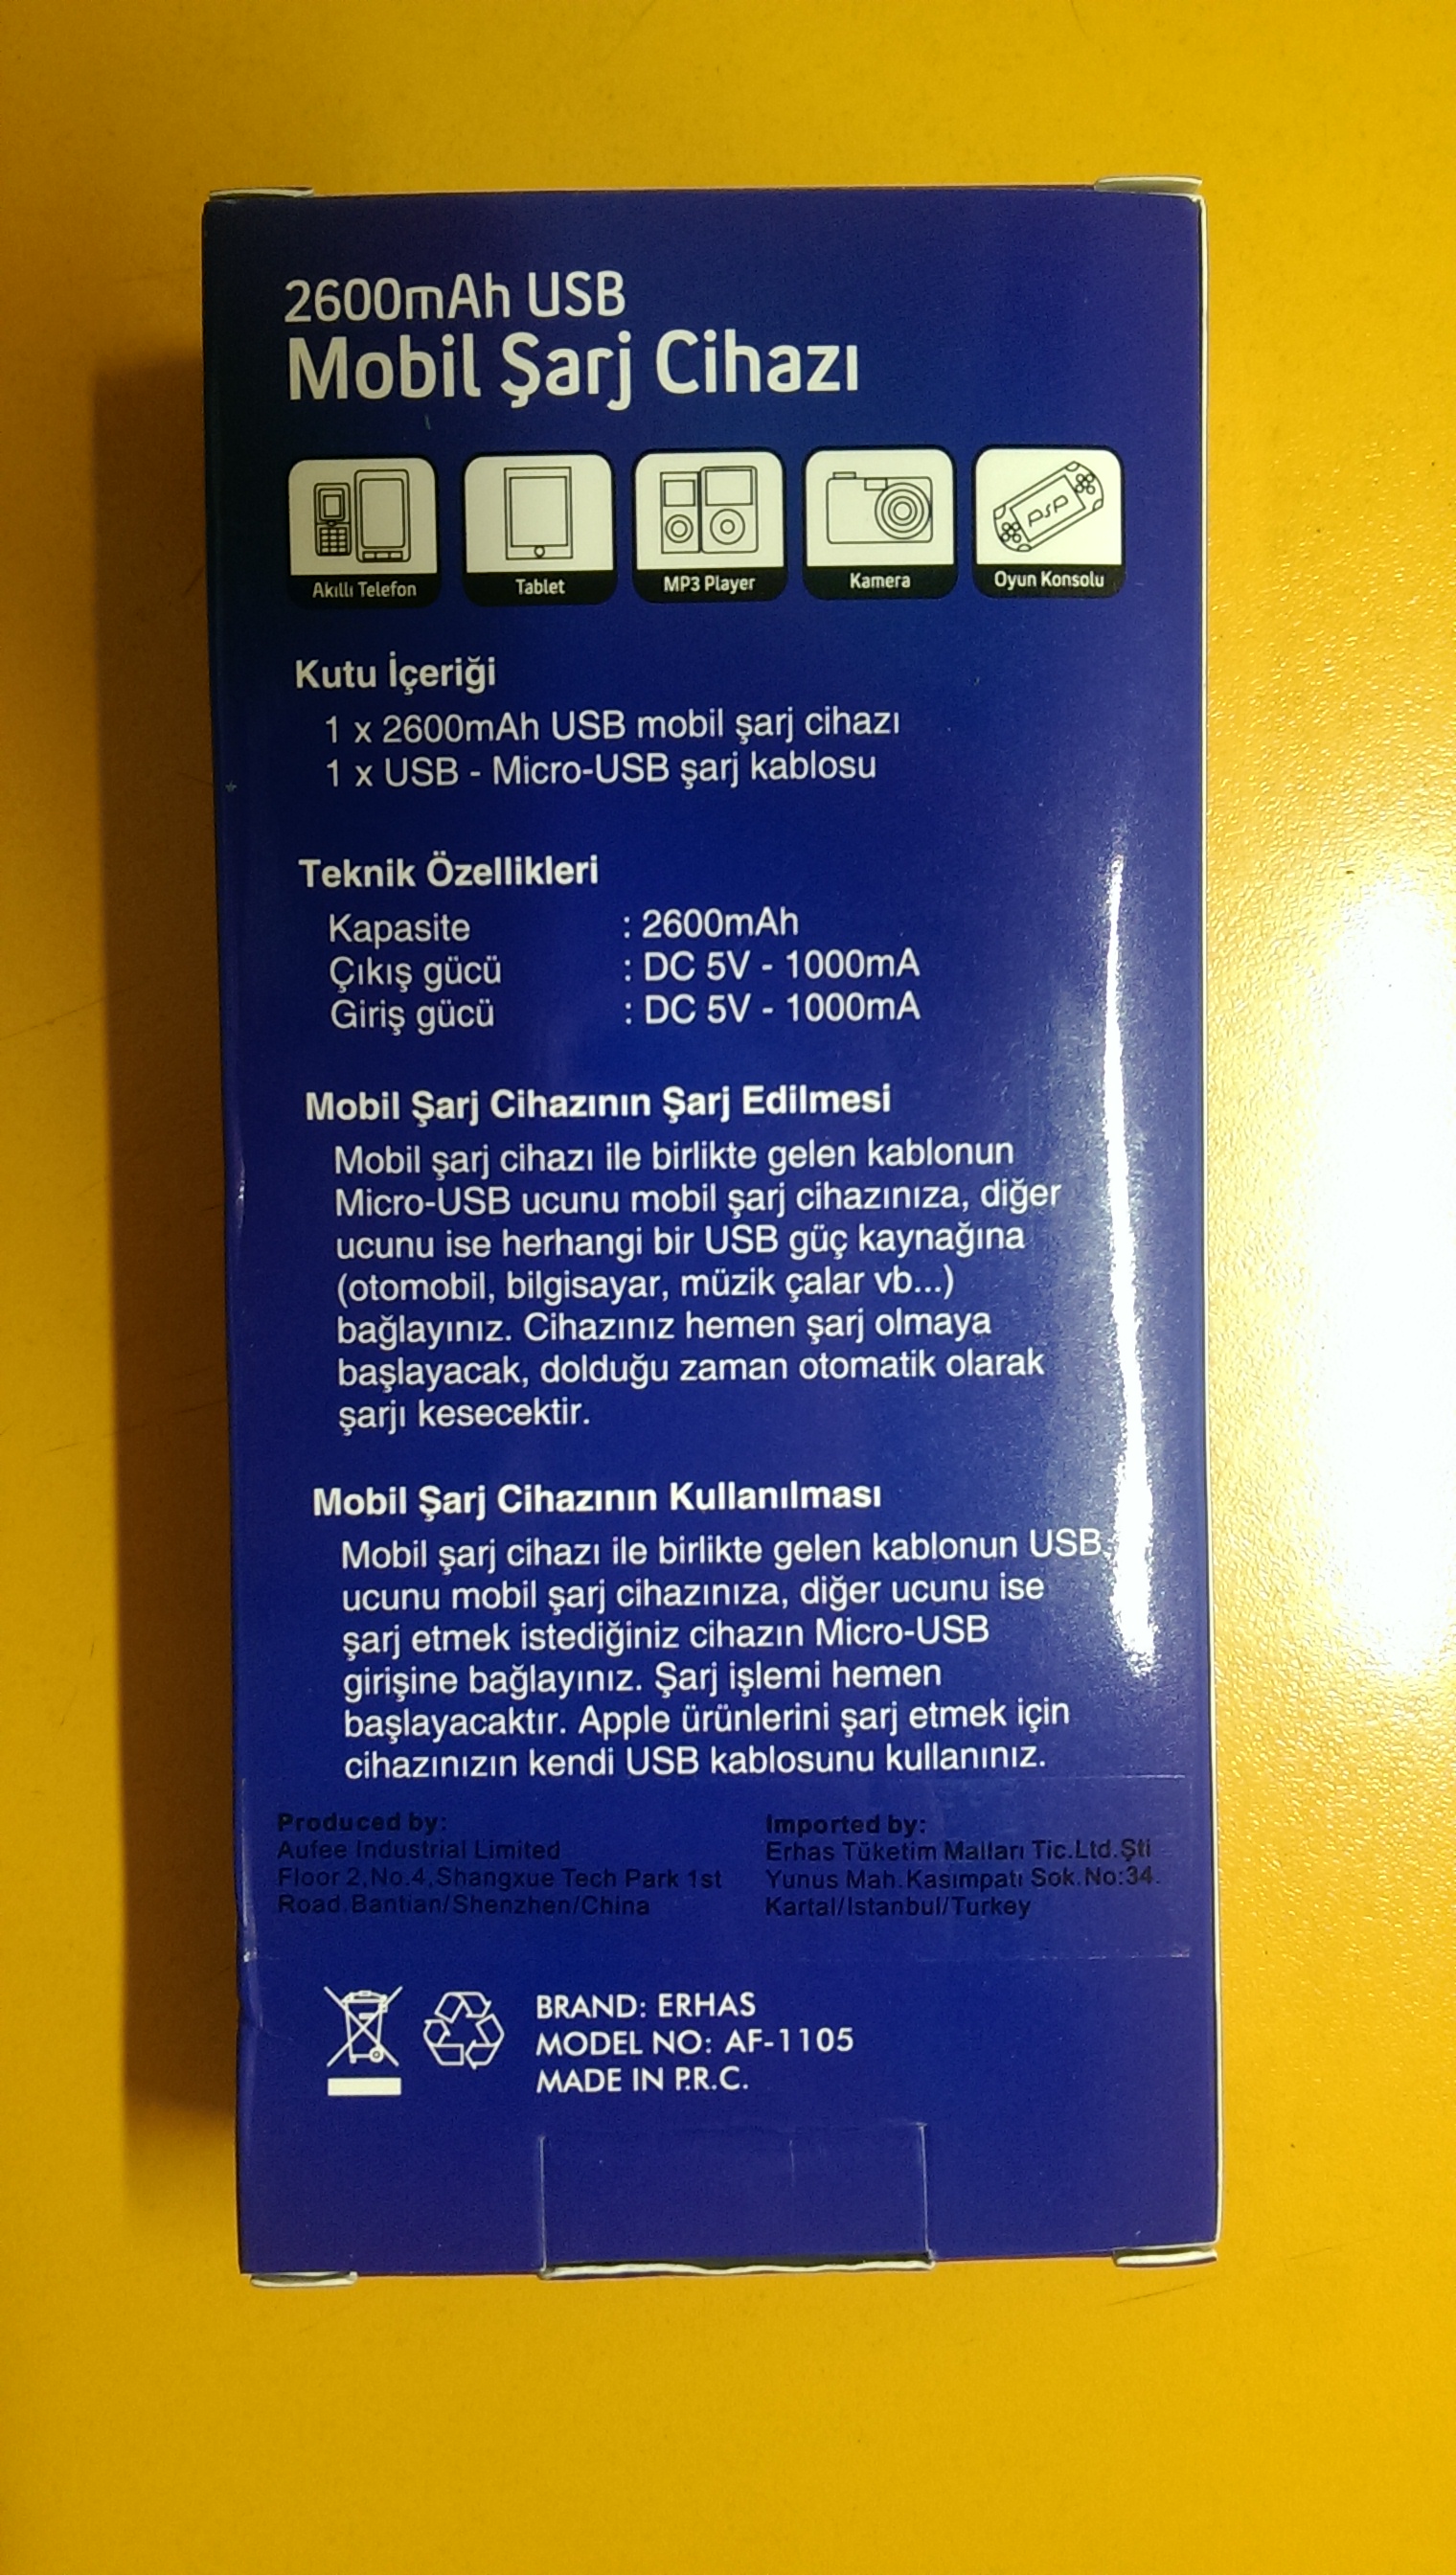 2600mAh USB
Mobil Şarj Cihazı
Akıllı Telefon
Tablet
MP3 Player
Kamera
PSP
Oyun Konsolu
Kutu İçeriği
1 x 2600mAh USB mobil şarj cihazı
1 x USB - Micro-USB şarj kablosu
Teknik Özellikleri
Kapasite : 2600mAh
Çıkış gücü : DC 5V - 1000mA
Giriş gücü : DC 5V - 1000mA
Mobil Şarj Cihazının Şarj Edilmesi
Mobil şarj cihazı ile birlikte gelen kablonun
Micro-USB ucunu mobil şarj cihazınıza, diğer
ucunu ise herhangi bir USB güç kaynağına
(otomobil, bilgisayar, müzik çalar vb...)
bağlayınız. Cihazınız hemen şarj olmaya
başlayacak, dolduğu zaman otomatik olarak
şarjı kesecektir.
Mobil Şarj Cihazının Kullanılması
Mobil şarj cihazı ile birlikte gelen kablonun USB
ucunu mobil şarj cihazınıza, diğer ucunu ise
şarj etmek istediğiniz cihazın Micro-USB
girişine bağlayınız. Şarj işlemi hemen
başlayacaktır. Apple ürünlerini şarj etmek için
cihazınızın kendi USB kablosunu kullanınız.
Produced by:
Aufee Industrial Limited
Floor 2,No.4,Shangxue Tech Park 1st
Road.Bantian/Shenzhen/China
Imported by:
Erhas Tüketim Malları Tic.Ltd.Şti
Yunus Mah.Kasımpatı Sok.No:34.
Kartal/Istanbul/Turkey
BRAND: ERHAS
MODEL NO: AF-1105
MADE IN P.R.C.